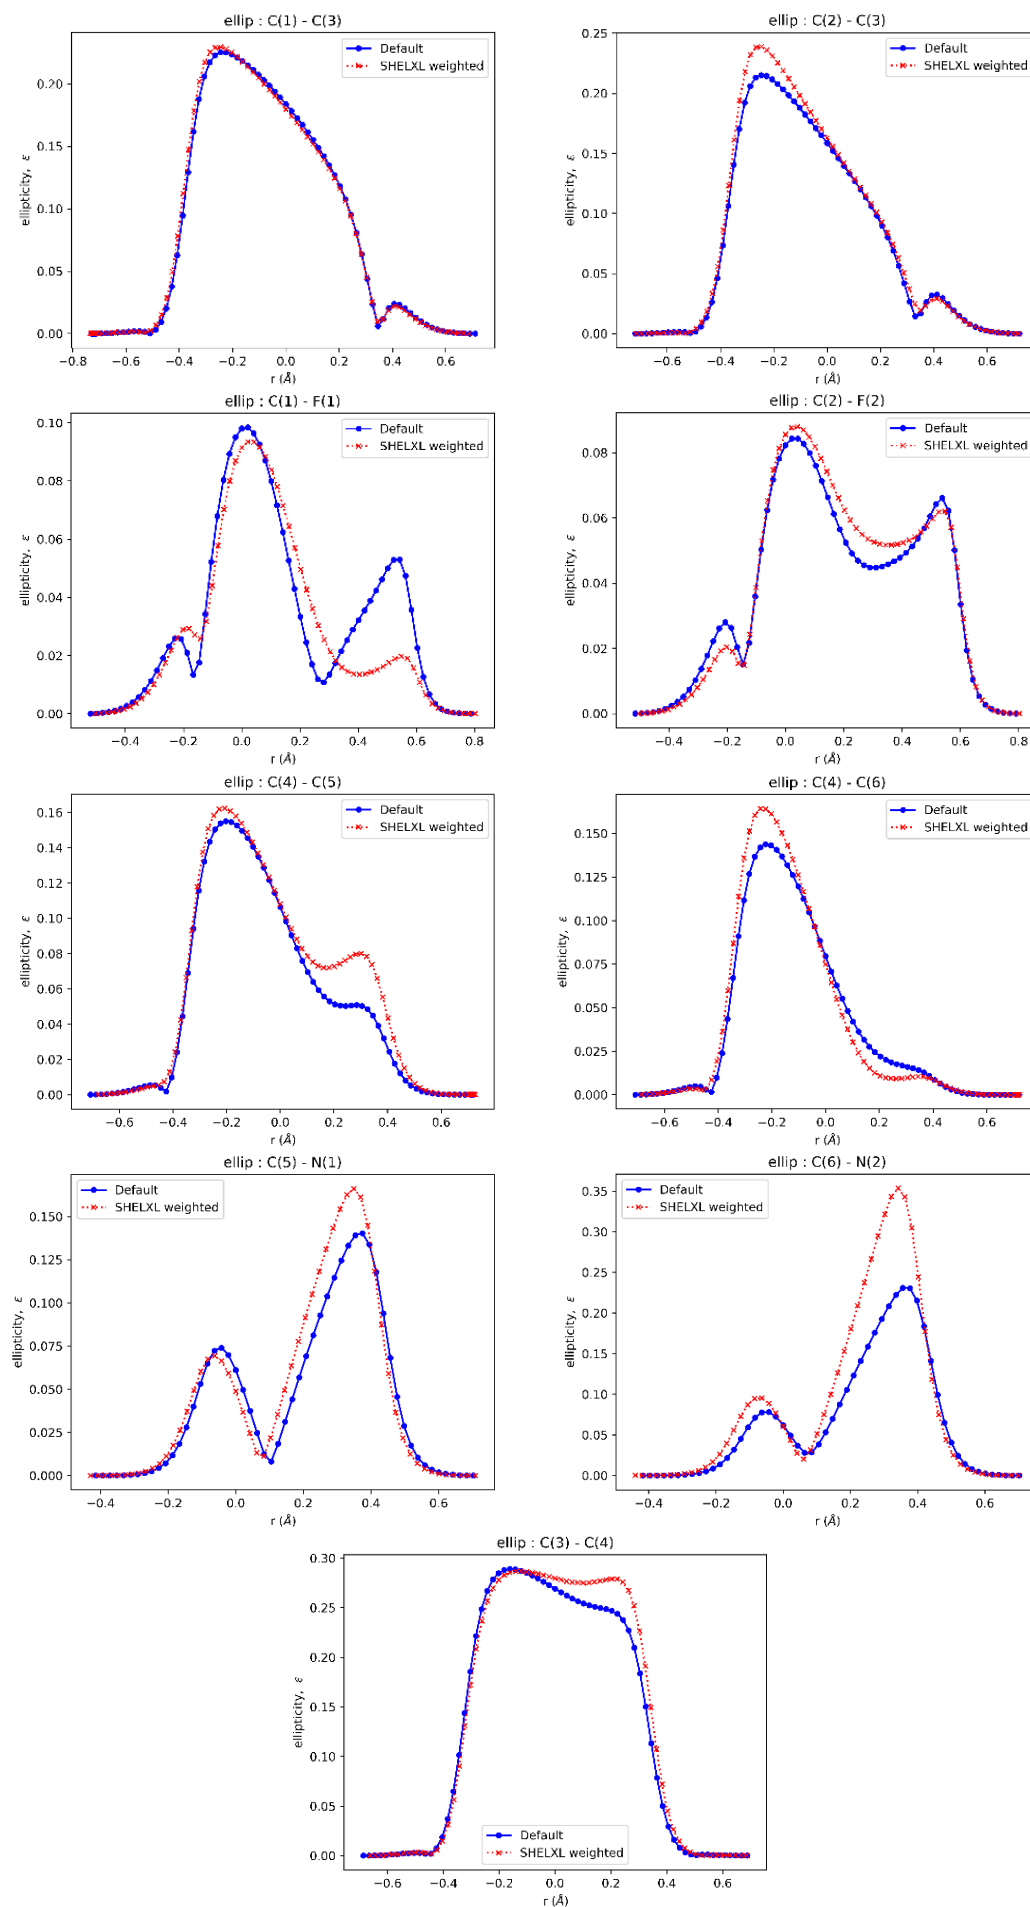 ellip : C(1) - C(3)
Default
SHELXL weighted
ellipticity, ε
0.20
0.15
0.10
0.05
0.00
−0.8 −0.6 −0.4 −0.2 0.0 0.2 0.4 0.6
r (Å)
ellip : C(2) - C(3)
Default
SHELXL weighted
ellipticity, ε
0.25
0.20
0.15
0.10
0.05
0.00
−0.6 −0.4 −0.2 0.0 0.2 0.4 0.6
r (Å)
ellip : C(1) - F(1)
Default
SHELXL weighted
ellipticity, ε
0.10
0.08
0.06
0.04
0.02
0.00
−0.4 −0.2 0.0 0.2 0.4 0.6 0.8
r (Å)
ellip : C(2) - F(2)
Default
SHELXL weighted
ellipticity, ε
0.08
0.06
0.04
0.02
0.00
−0.4 −0.2 0.0 0.2 0.4 0.6 0.8
r (Å)
ellip : C(4) - C(5)
Default
SHELXL weighted
ellipticity, ε
0.16
0.14
0.12
0.10
0.08
0.06
0.04
0.02
0.00
−0.6 −0.4 −0.2 0.0 0.2 0.4 0.6
r (Å)
ellip : C(4) - C(6)
Default
SHELXL weighted
ellipticity, ε
0.150
0.125
0.100
0.075
0.050
0.025
0.000
−0.6 −0.4 −0.2 0.0 0.2 0.4 0.6
r (Å)
ellip : C(5) - N(1)
Default
SHELXL weighted
ellipticity, ε
0.150
0.125
0.100
0.075
0.050
0.025
0.000
−0.4 −0.2 0.0 0.2 0.4 0.6
r (Å)
ellip : C(6) - N(2)
Default
SHELXL weighted
ellipticity, ε
0.35
0.30
0.25
0.20
0.15
0.10
0.05
0.00
−0.4 −0.2 0.0 0.2 0.4 0.6
r (Å)
ellip : C(3) - C(4)
ellipticity, ε
0.30
0.25
0.20
0.15
0.10
0.05
0.00
Default
SHELXL weighted
−0.6 −0.4 −0.2 0.0 0.2 0.4 0.6
r (Å)